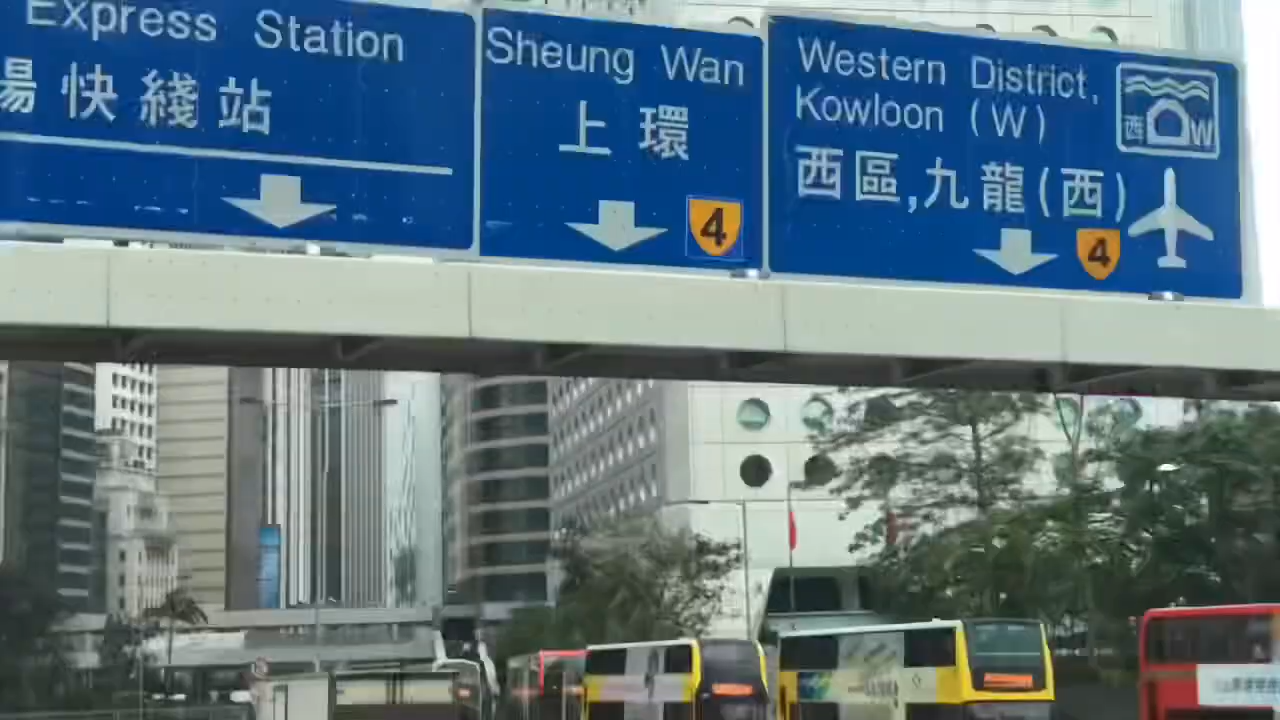 Express Station
場快綫站
Sheung Wan
上環
4
Western District,
Kowloon (W)
西區,九龍(西)
西 W
4